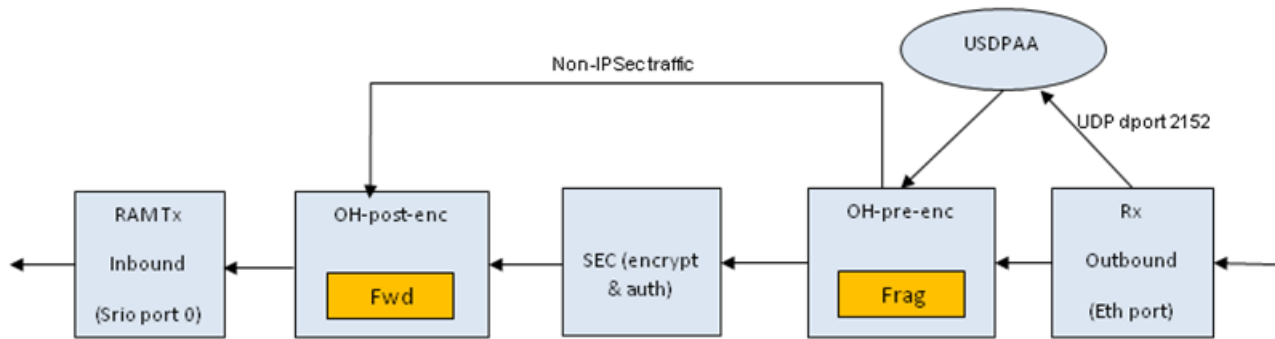 USDPAA
Non-IPSectraffic
UDP dport 2152
RAMTx
Inbound
(Srio port 0)
OH-post-enc
Fwd
SEC (encrypt
& auth)
OH-pre-enc
Frag
Rx
Outbound
(Eth port)